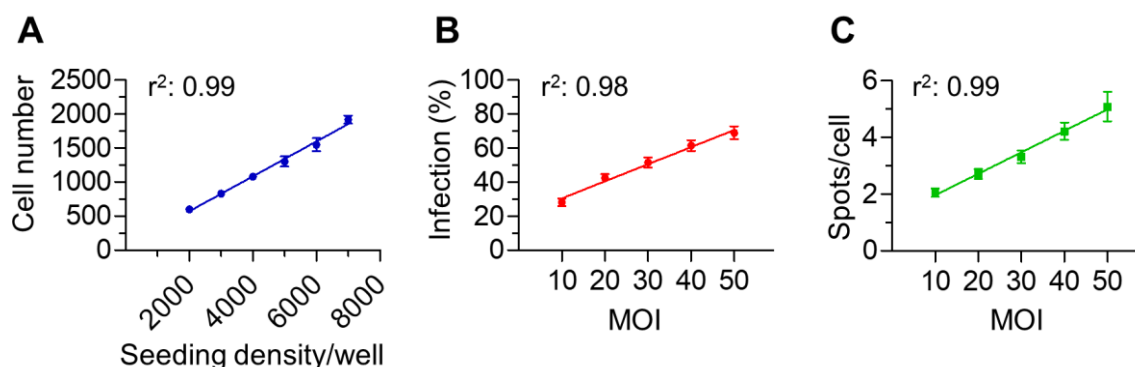 A
Cell number
2500
2000
1500
1000
500
0
r²: 0.99
2000
4000
6000
8000
Seeding density/well
B
Infection (%)
100
80
60
40
20
0
r²: 0.98
10 20 30 40 50
MOI
C
Spots/cell
6
4
2
0
r²: 0.99
10 20 30 40 50
MOI